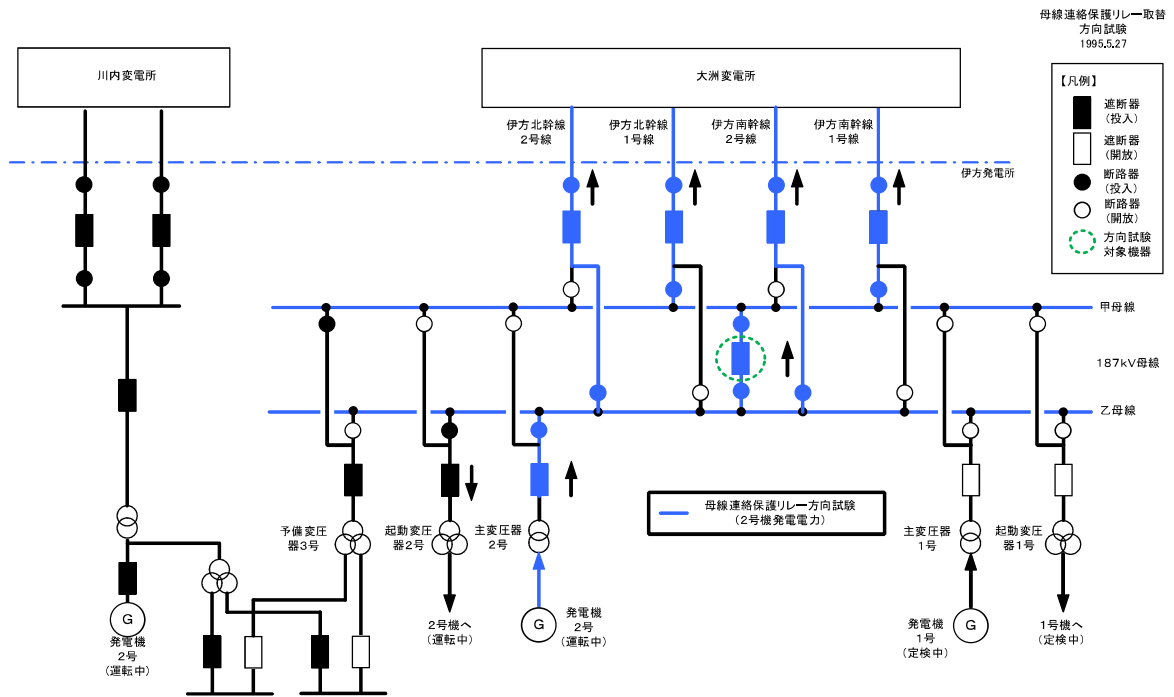 母線連絡保護リレー取替
方向試験
1995.5.27
川内変電所
大洲変電所
【凡例】
遮断器
(投入)
遮断器
(開放)
断路器
(投入)
断路器
(開放)
方向試験
対象機器
伊方北幹線
2号線
伊方北幹線
1号線
伊方南幹線
2号線
伊方南幹線
1号線
伊方発電所
甲母線
187kV母線
乙母線
母線連絡保護リレー方向試験
(2号機発電電力)
予備変圧
器3号
起動変圧
器2号
主変圧器
2号
主変圧器
1号
起動変圧
器1号
G
発電機
2号
(運転中)
2号機へ
(運転中)
G
発電機
2号
(運転中)
発電機
1号
(定検中)
G
1号機へ
(定検中)